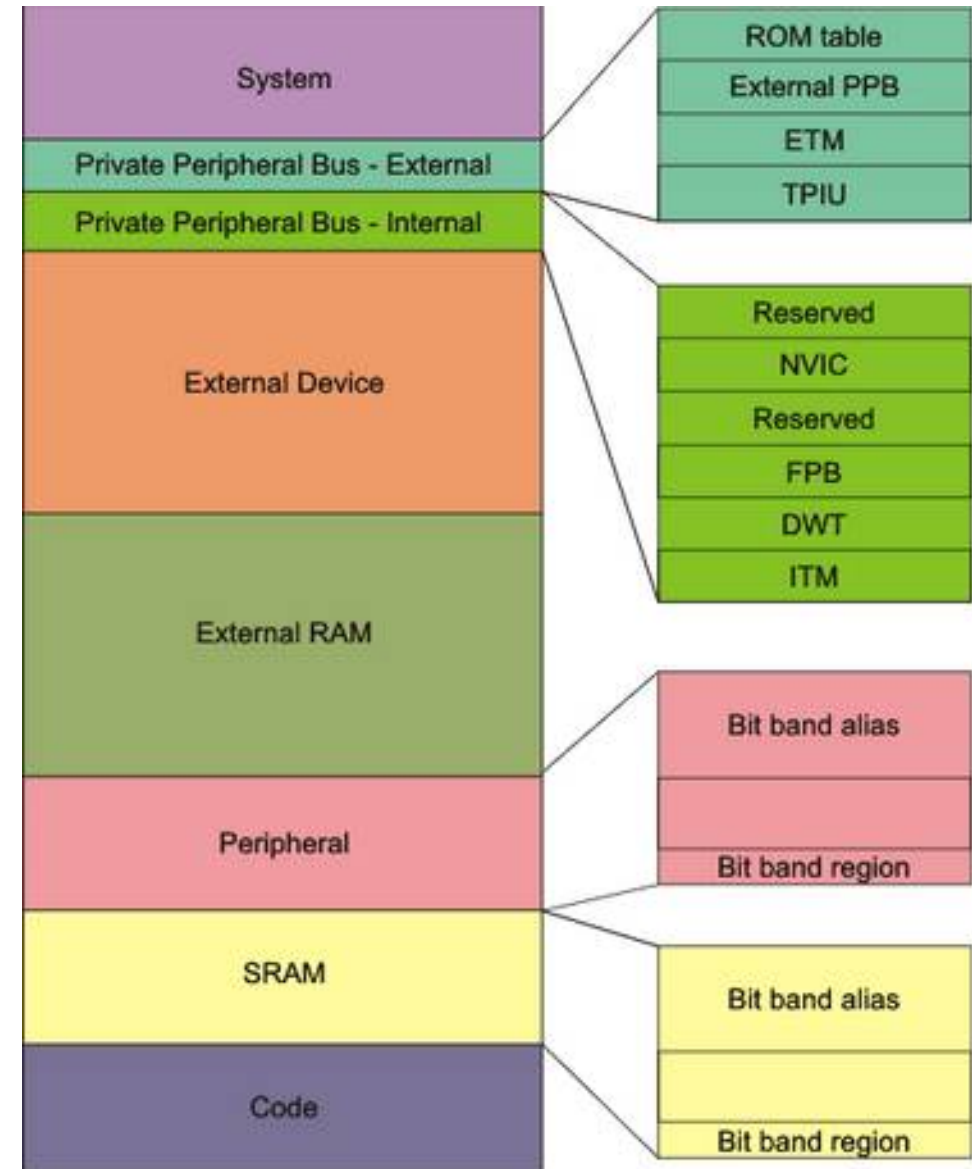 System
Private Peripheral Bus - External
Private Peripheral Bus - Internal
External Device
External RAM
Peripheral
SRAM
Code
ROM table
External PPB
ETM
TPIU
Reserved
NVIC
Reserved
FPB
DWT
ITM
Bit band alias
Bit band region
Bit band alias
Bit band region